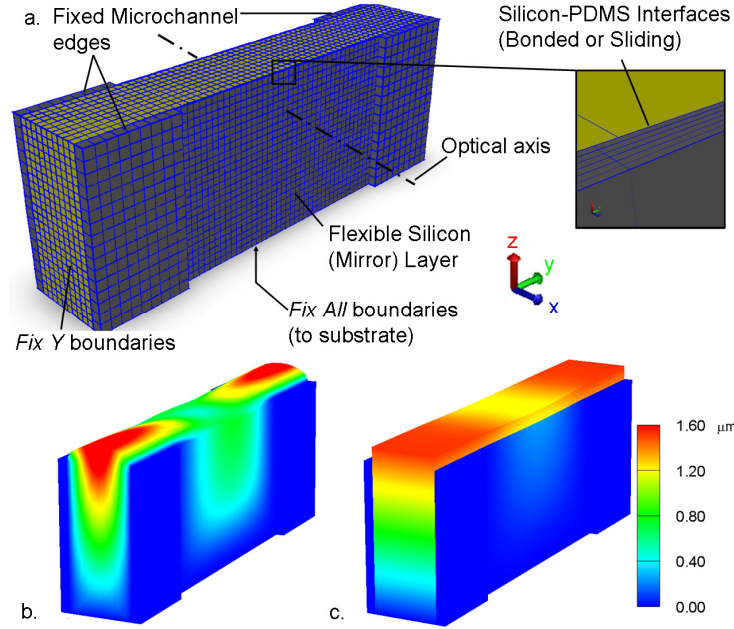 a. Fixed Microchannel
edges
Silicon-PDMS Interfaces
(Bonded or Sliding)
Optical axis
Flexible Silicon
(Mirror) Layer
z
y
x
Fix All boundaries
(to substrate)
Fix Y boundaries
1.60 μm
1.20
0.80
0.40
0.00
b.
c.